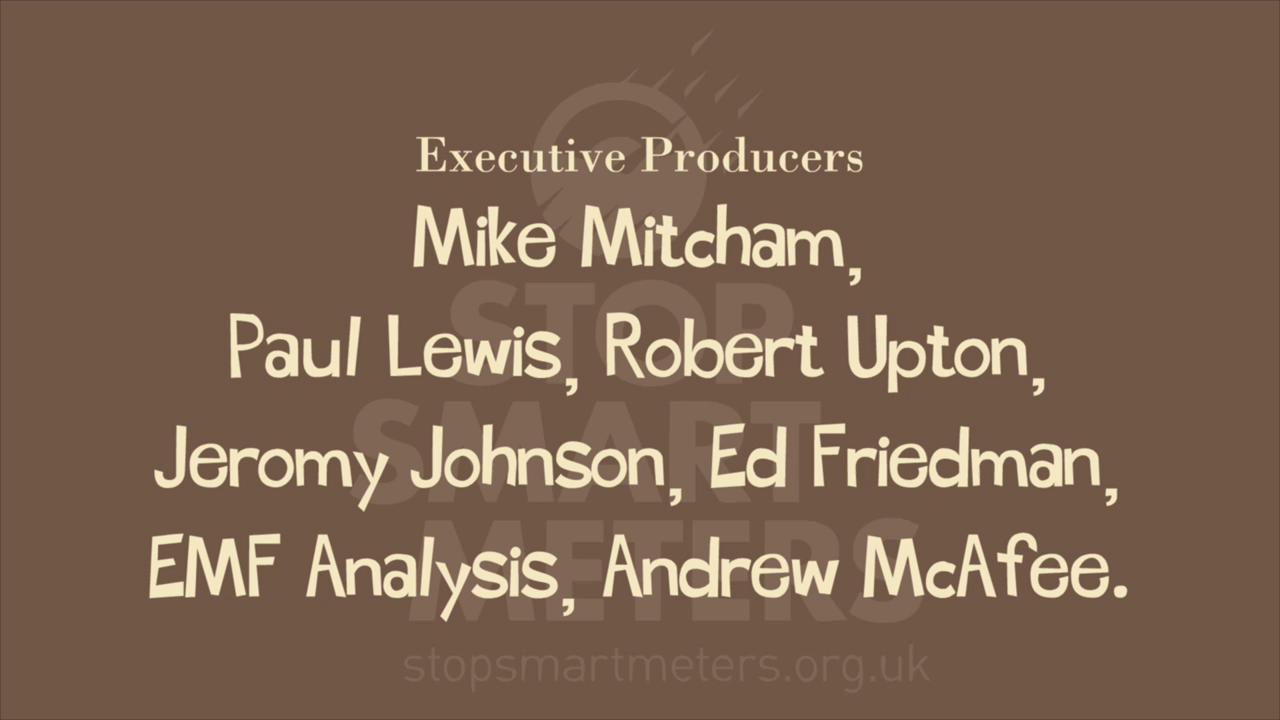 Executive Producers
Mike Mitcham,
Paul Lewis, Robert Upton,
Jeromy Johnson, Ed Friedman,
EMF Analysis, Andrew McAfee.
STOP
SMART
METERS
stopsmartmeters.org.uk